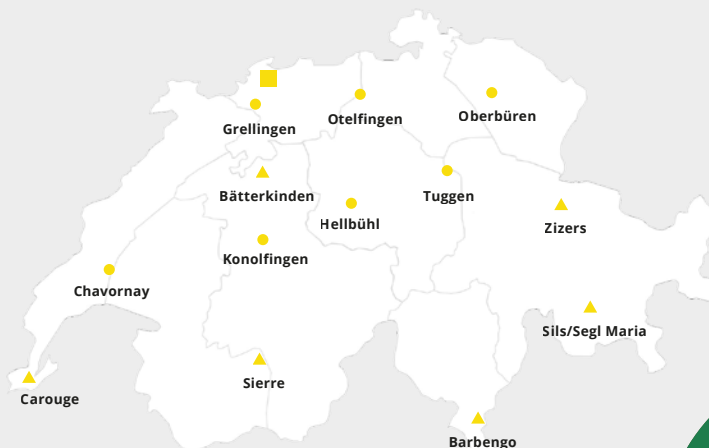 Oberbüren
Otelfingen
Grellingen
Bätterkinden
Tuggen
Hellbühl
Zizers
Konolfingen
Chavornay
Sils/Segl Maria
Sierre
Carouge
Barbengo